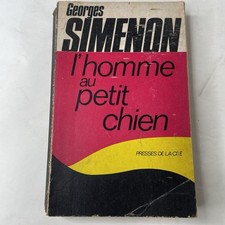 Georges
SIMENON
l'homme
au
petit
chien
PRESSES DE LA CITÉ